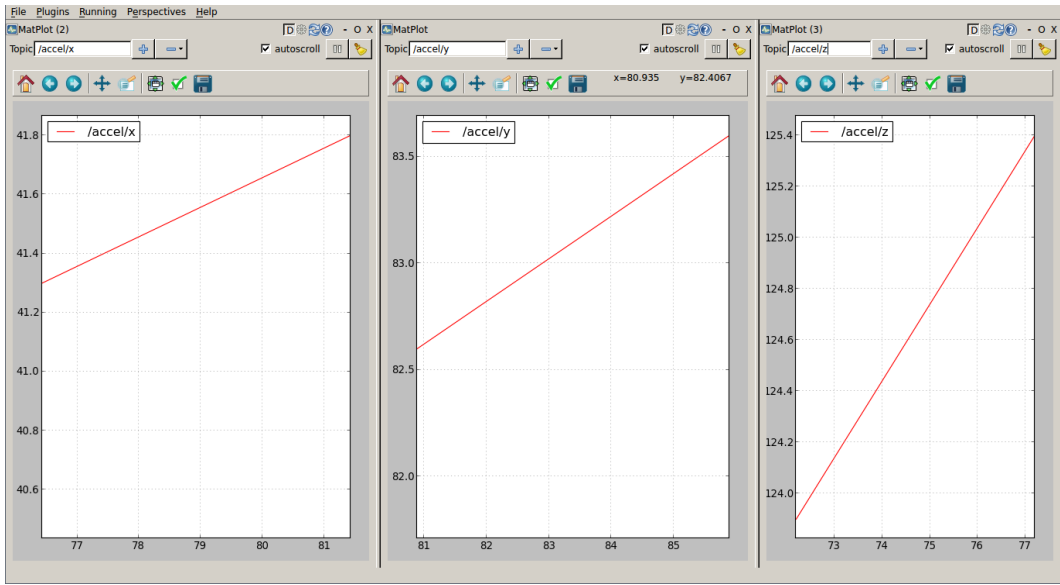 File Plugins Running Perspectives Help
MatPlot (2) D - O X
Topic /accel/x autoscroll
/accel/x
41.8
41.6
41.4
41.2
41.0
40.8
40.6
77 78 79 80 81
MatPlot D - O X
Topic /accel/y autoscroll
x=80.935 y=82.4067
/accel/y
83.5
83.0
82.5
82.0
81 82 83 84 85
MatPlot (3) D - O X
Topic /accel/z autoscroll
/accel/z
125.4
125.2
125.0
124.8
124.6
124.4
124.2
124.0
73 74 75 76 77